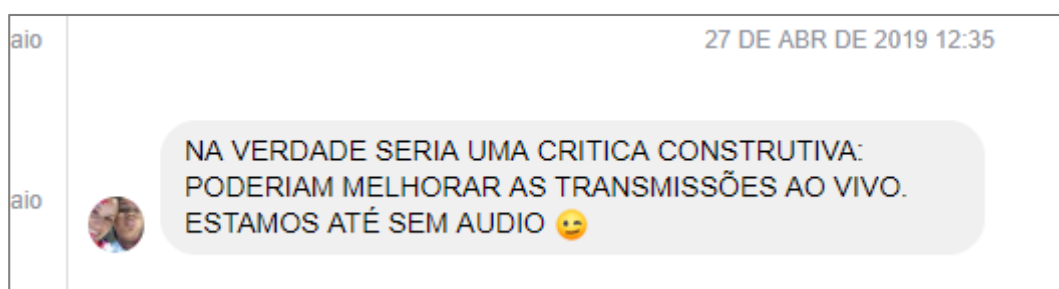 aio
27 DE ABR DE 2019 12:35
NA VERDADE SERIA UMA CRITICA CONSTRUTIVA:
PODERIAM MELHORAR AS TRANSMISSÕES AO VIVO.
aio
ESTAMOS ATÉ SEM AUDIO 😉